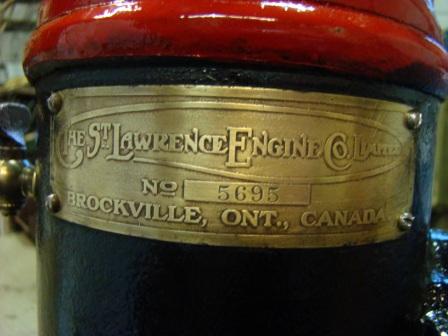 The St. Lawrence Engine Co. Limited
No 5695
BROCKVILLE, ONT., CANADA